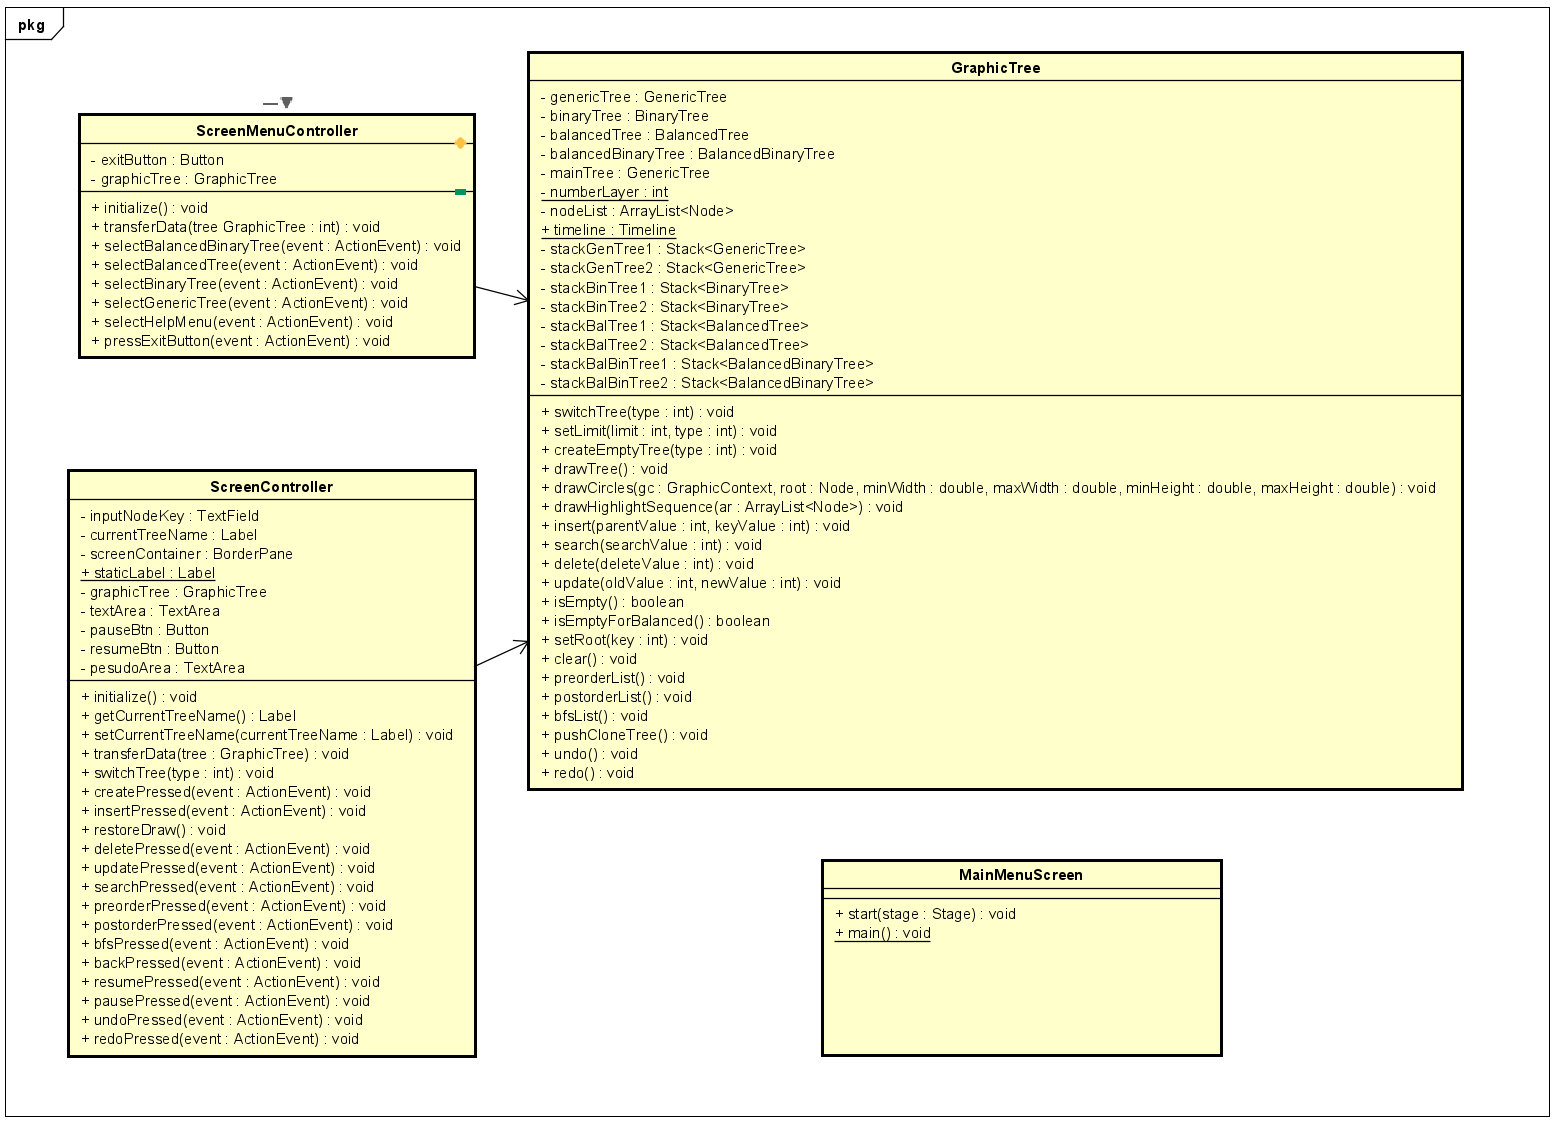 pkg
ScreenMenuController
- exitButton : Button
- graphicTree : GraphicTree
+ initialize() : void
+ transferData(tree GraphicTree : int) : void
+ selectBalancedBinaryTree(event : ActionEvent) : void
+ selectBalancedTree(event : ActionEvent) : void
+ selectBinaryTree(event : ActionEvent) : void
+ selectGenericTree(event : ActionEvent) : void
+ selectHelpMenu(event : ActionEvent) : void
+ pressExitButton(event : ActionEvent) : void
GraphicTree
- genericTree : GenericTree
- binaryTree : BinaryTree
- balancedTree : BalancedTree
- balancedBinaryTree : BalancedBinaryTree
- mainTree : GenericTree
- numberLayer : int
- nodeList : ArrayList<Node>
+ timeline : Timeline
- stackGenTree1 : Stack<GenericTree>
- stackGenTree2 : Stack<GenericTree>
- stackBinTree1 : Stack<BinaryTree>
- stackBinTree2 : Stack<BinaryTree>
- stackBalTree1 : Stack<BalancedTree>
- stackBalTree2 : Stack<BalancedTree>
- stackBalBinTree1 : Stack<BalancedBinaryTree>
- stackBalBinTree2 : Stack<BalancedBinaryTree>
+ switchTree(type : int) : void
+ setLimit(limit : int, type : int) : void
+ createEmptyTree(type : int) : void
+ drawTree() : void
+ drawCircles(gc : GraphicContext, root : Node, minWidth : double, maxWidth : double, minHeight : double, maxHeight : double) : void
+ drawHighlightSequence(ar : ArrayList<Node>) : void
+ insert(parentValue : int, keyValue : int) : void
+ search(searchValue : int) : void
+ delete(deleteValue : int) : void
+ update(oldValue : int, newValue : int) : void
+ isEmpty() : boolean
+ isEmptyForBalanced() : boolean
+ setRoot(key : int) : void
+ clear() : void
+ preorderList() : void
+ postorderList() : void
+ bfsList() : void
+ pushCloneTree() : void
+ undo() : void
+ redo() : void
ScreenController
- inputNodeKey : TextField
- currentTreeName : Label
- screenContainer : BorderPane
+ staticLabel : Label
- graphicTree : GraphicTree
- textArea : TextArea
- pauseBtn : Button
- resumeBtn : Button
- pesudoArea : TextArea
+ initialize() : void
+ getCurrentTreeName() : Label
+ setCurrentTreeName(currentTreeName : Label) : void
+ transferData(tree : GraphicTree) : void
+ switchTree(type : int) : void
+ createPressed(event : ActionEvent) : void
+ insertPressed(event : ActionEvent) : void
+ restoreDraw() : void
+ deletePressed(event : ActionEvent) : void
+ updatePressed(event : ActionEvent) : void
+ searchPressed(event : ActionEvent) : void
+ preorderPressed(event : ActionEvent) : void
+ postorderPressed(event : ActionEvent) : void
+ bfsPressed(event : ActionEvent) : void
+ backPressed(event : ActionEvent) : void
+ resumePressed(event : ActionEvent) : void
+ pausePressed(event : ActionEvent) : void
+ undoPressed(event : ActionEvent) : void
+ redoPressed(event : ActionEvent) : void
MainMenuScreen
+ start(stage : Stage) : void
+ main() : void